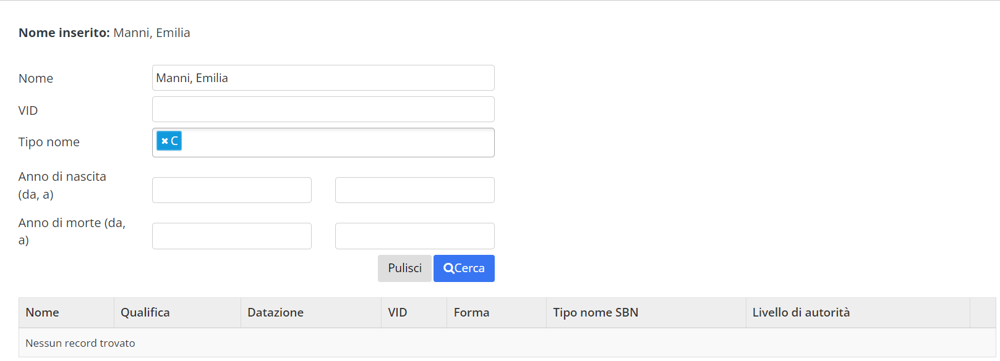 Nome inserito: Manni, Emilia
Nome
Manni, Emilia
VID
Tipo nome
C
Anno di nascita
(da, a)
Anno di morte (da,
a)
Pulisci
Cerca
Nome Qualifica Datazione VID Forma Tipo nome SBN Livello di autorità
Nessun record trovato